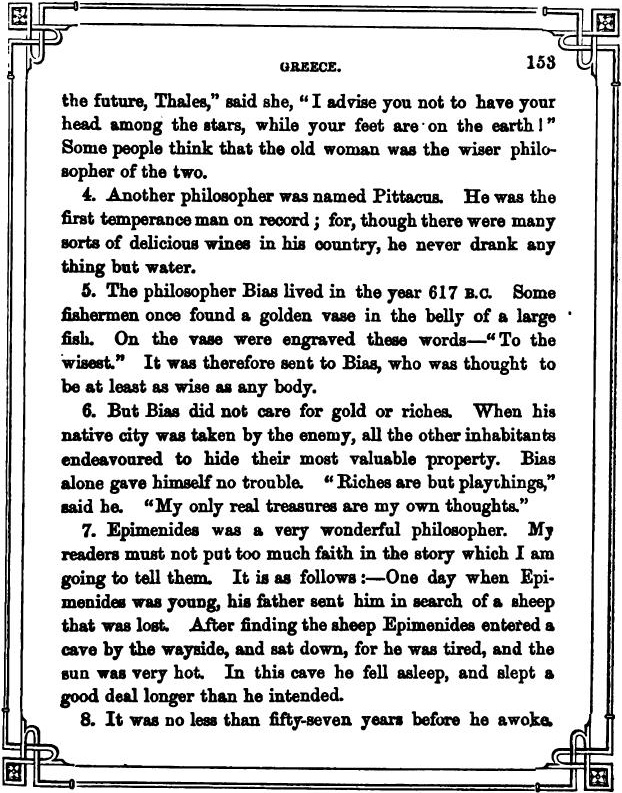 GREECE.
153
the future, Thales,” said she, “I advise you not to have your
head among the stars, while your feet are on the earth!”
Some people think that the old woman was the wiser philo-
sopher of the two.
4. Another philosopher was named Pittacus. He was the
first temperance man on record; for, though there were many
sorts of delicious wines in his country, he never drank any
thing but water.
5. The philosopher Bias lived in the year 617 B.C. Some
fishermen once found a golden vase in the belly of a large
fish. On the vase were engraved these words—“To the
wisest.” It was therefore sent to Bias, who was thought to
be at least as wise as any body.
6. But Bias did not care for gold or riches. When his
native city was taken by the enemy, all the other inhabitants
endeavoured to hide their most valuable property. Bias
alone gave himself no trouble. “Riches are but playthings,”
said he. “My only real treasures are my own thoughts.”
7. Epimenides was a very wonderful philosopher. My
readers must not put too much faith in the story which I am
going to tell them. It is as follows:—One day when Epi-
menides was young, his father sent him in search of a sheep
that was lost. After finding the sheep Epimenides entered a
cave by the wayside, and sat down, for he was tired, and the
sun was very hot. In this cave he fell asleep, and slept a
good deal longer than he intended.
8. It was no less than fifty-seven years before he awoke.